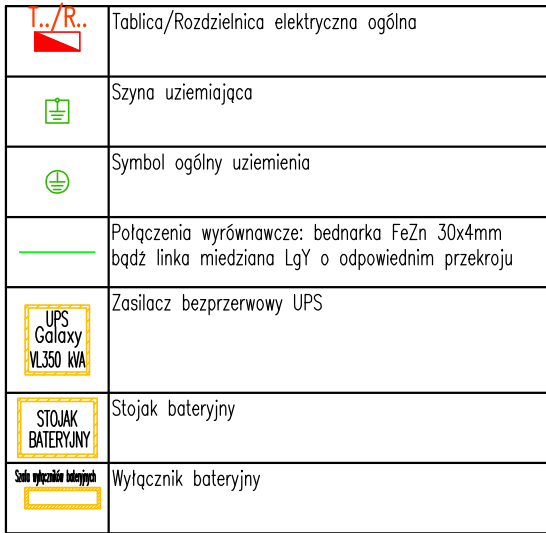 T../R..
Tablica/Rozdzielnica elektryczna ogólna
Szyna uziemiająca
Symbol ogólny uziemienia
Połączenia wyrównawcze: bednarka FeZn 30x4mm
bądź linka miedziana LgY o odpowiednim przekroju
UPS
Galaxy
VL350 kVA
Zasilacz bezprzerwowy UPS
STOJAK
BATERYJNY
Stojak bateryjny
Szafa wyłączników bateryjnych
Wyłącznik bateryjny